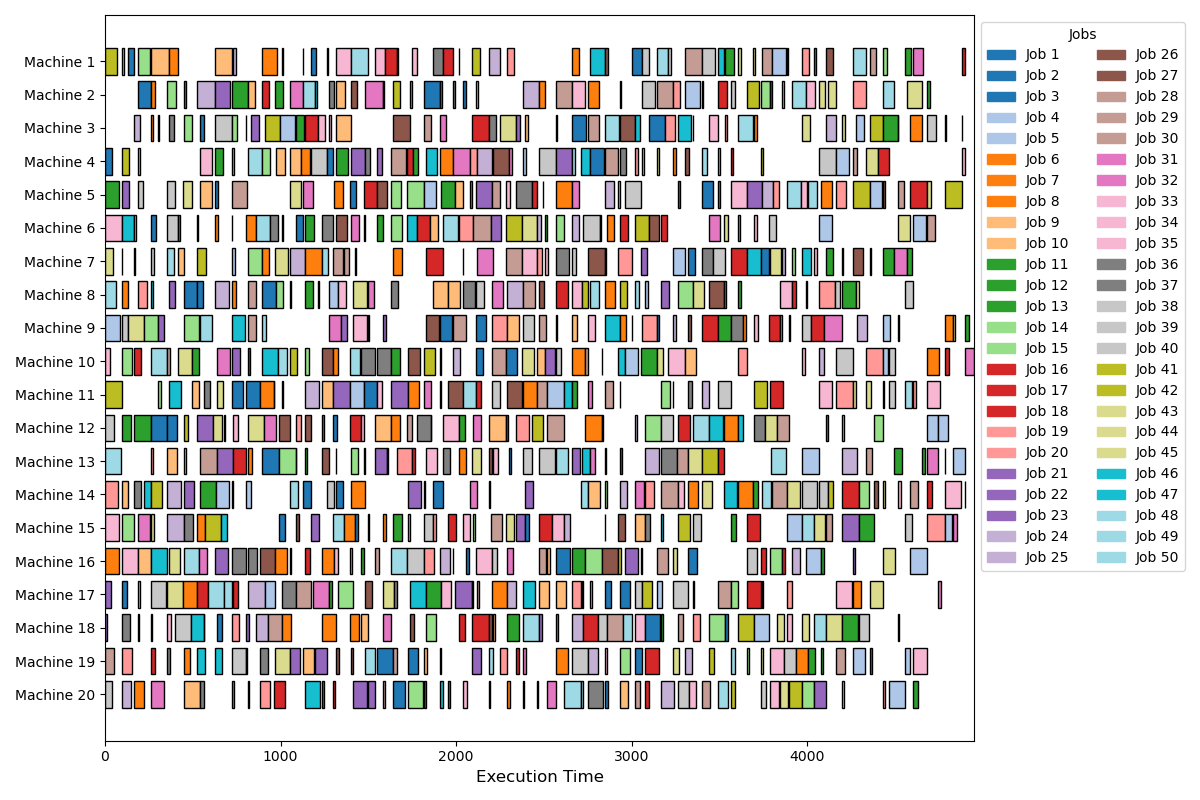 Machine 1
Machine 2
Machine 3
Machine 4
Machine 5
Machine 6
Machine 7
Machine 8
Machine 9
Machine 10
Machine 11
Machine 12
Machine 13
Machine 14
Machine 15
Machine 16
Machine 17
Machine 18
Machine 19
Machine 20
0 1000 2000 3000 4000
Execution Time
Jobs
Job 1
Job 2
Job 3
Job 4
Job 5
Job 6
Job 7
Job 8
Job 9
Job 10
Job 11
Job 12
Job 13
Job 14
Job 15
Job 16
Job 17
Job 18
Job 19
Job 20
Job 21
Job 22
Job 23
Job 24
Job 25
Job 26
Job 27
Job 28
Job 29
Job 30
Job 31
Job 32
Job 33
Job 34
Job 35
Job 36
Job 37
Job 38
Job 39
Job 40
Job 41
Job 42
Job 43
Job 44
Job 45
Job 46
Job 47
Job 48
Job 49
Job 50